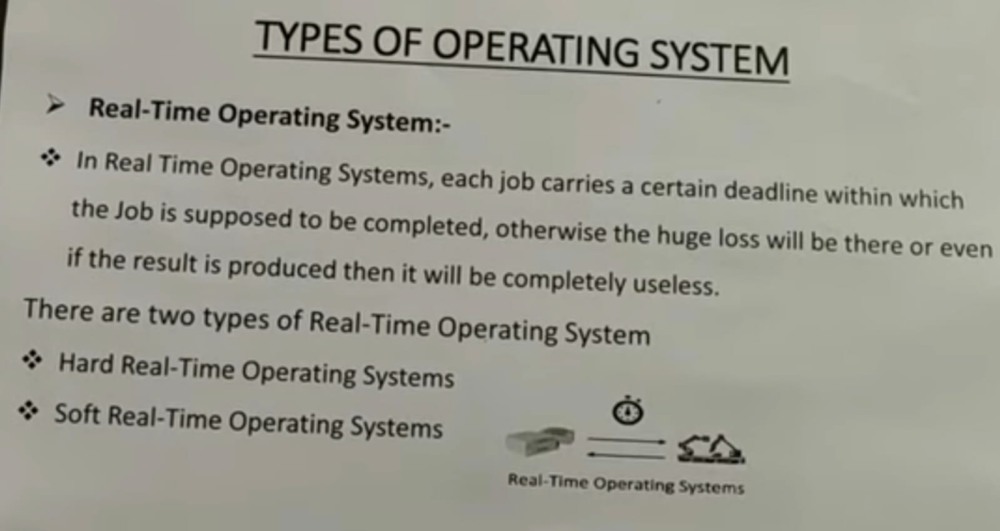 TYPES OF OPERATING SYSTEM
➢ Real-Time Operating System:-
❖ In Real Time Operating Systems, each job carries a certain deadline within which
the Job is supposed to be completed, otherwise the huge loss will be there or even
if the result is produced then it will be completely useless.
There are two types of Real-Time Operating System
❖ Hard Real-Time Operating Systems
❖ Soft Real-Time Operating Systems
Real-Time Operating Systems